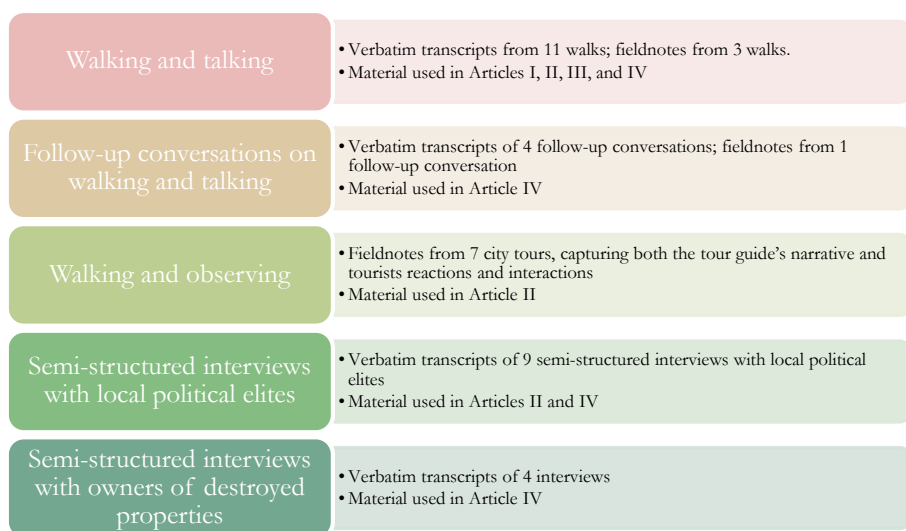 Walking and talking
• Verbatim transcripts from 11 walks; fieldnotes from 3 walks.
• Material used in Articles I, II, III, and IV
Follow-up conversations on
walking and talking
• Verbatim transcripts of 4 follow-up conversations; fieldnotes from 1
follow-up conversation
• Material used in Article IV
Walking and observing
• Fieldnotes from 7 city tours, capturing both the tour guide’s narrative and
tourists reactions and interactions
• Material used in Article II
Semi-structured interviews
with local political elites
• Verbatim transcripts of 9 semi-structured interviews with local political
elites
• Material used in Articles II and IV
Semi-structured interviews
with owners of destroyed
properties
• Verbatim transcripts of 4 interviews
• Material used in Article IV